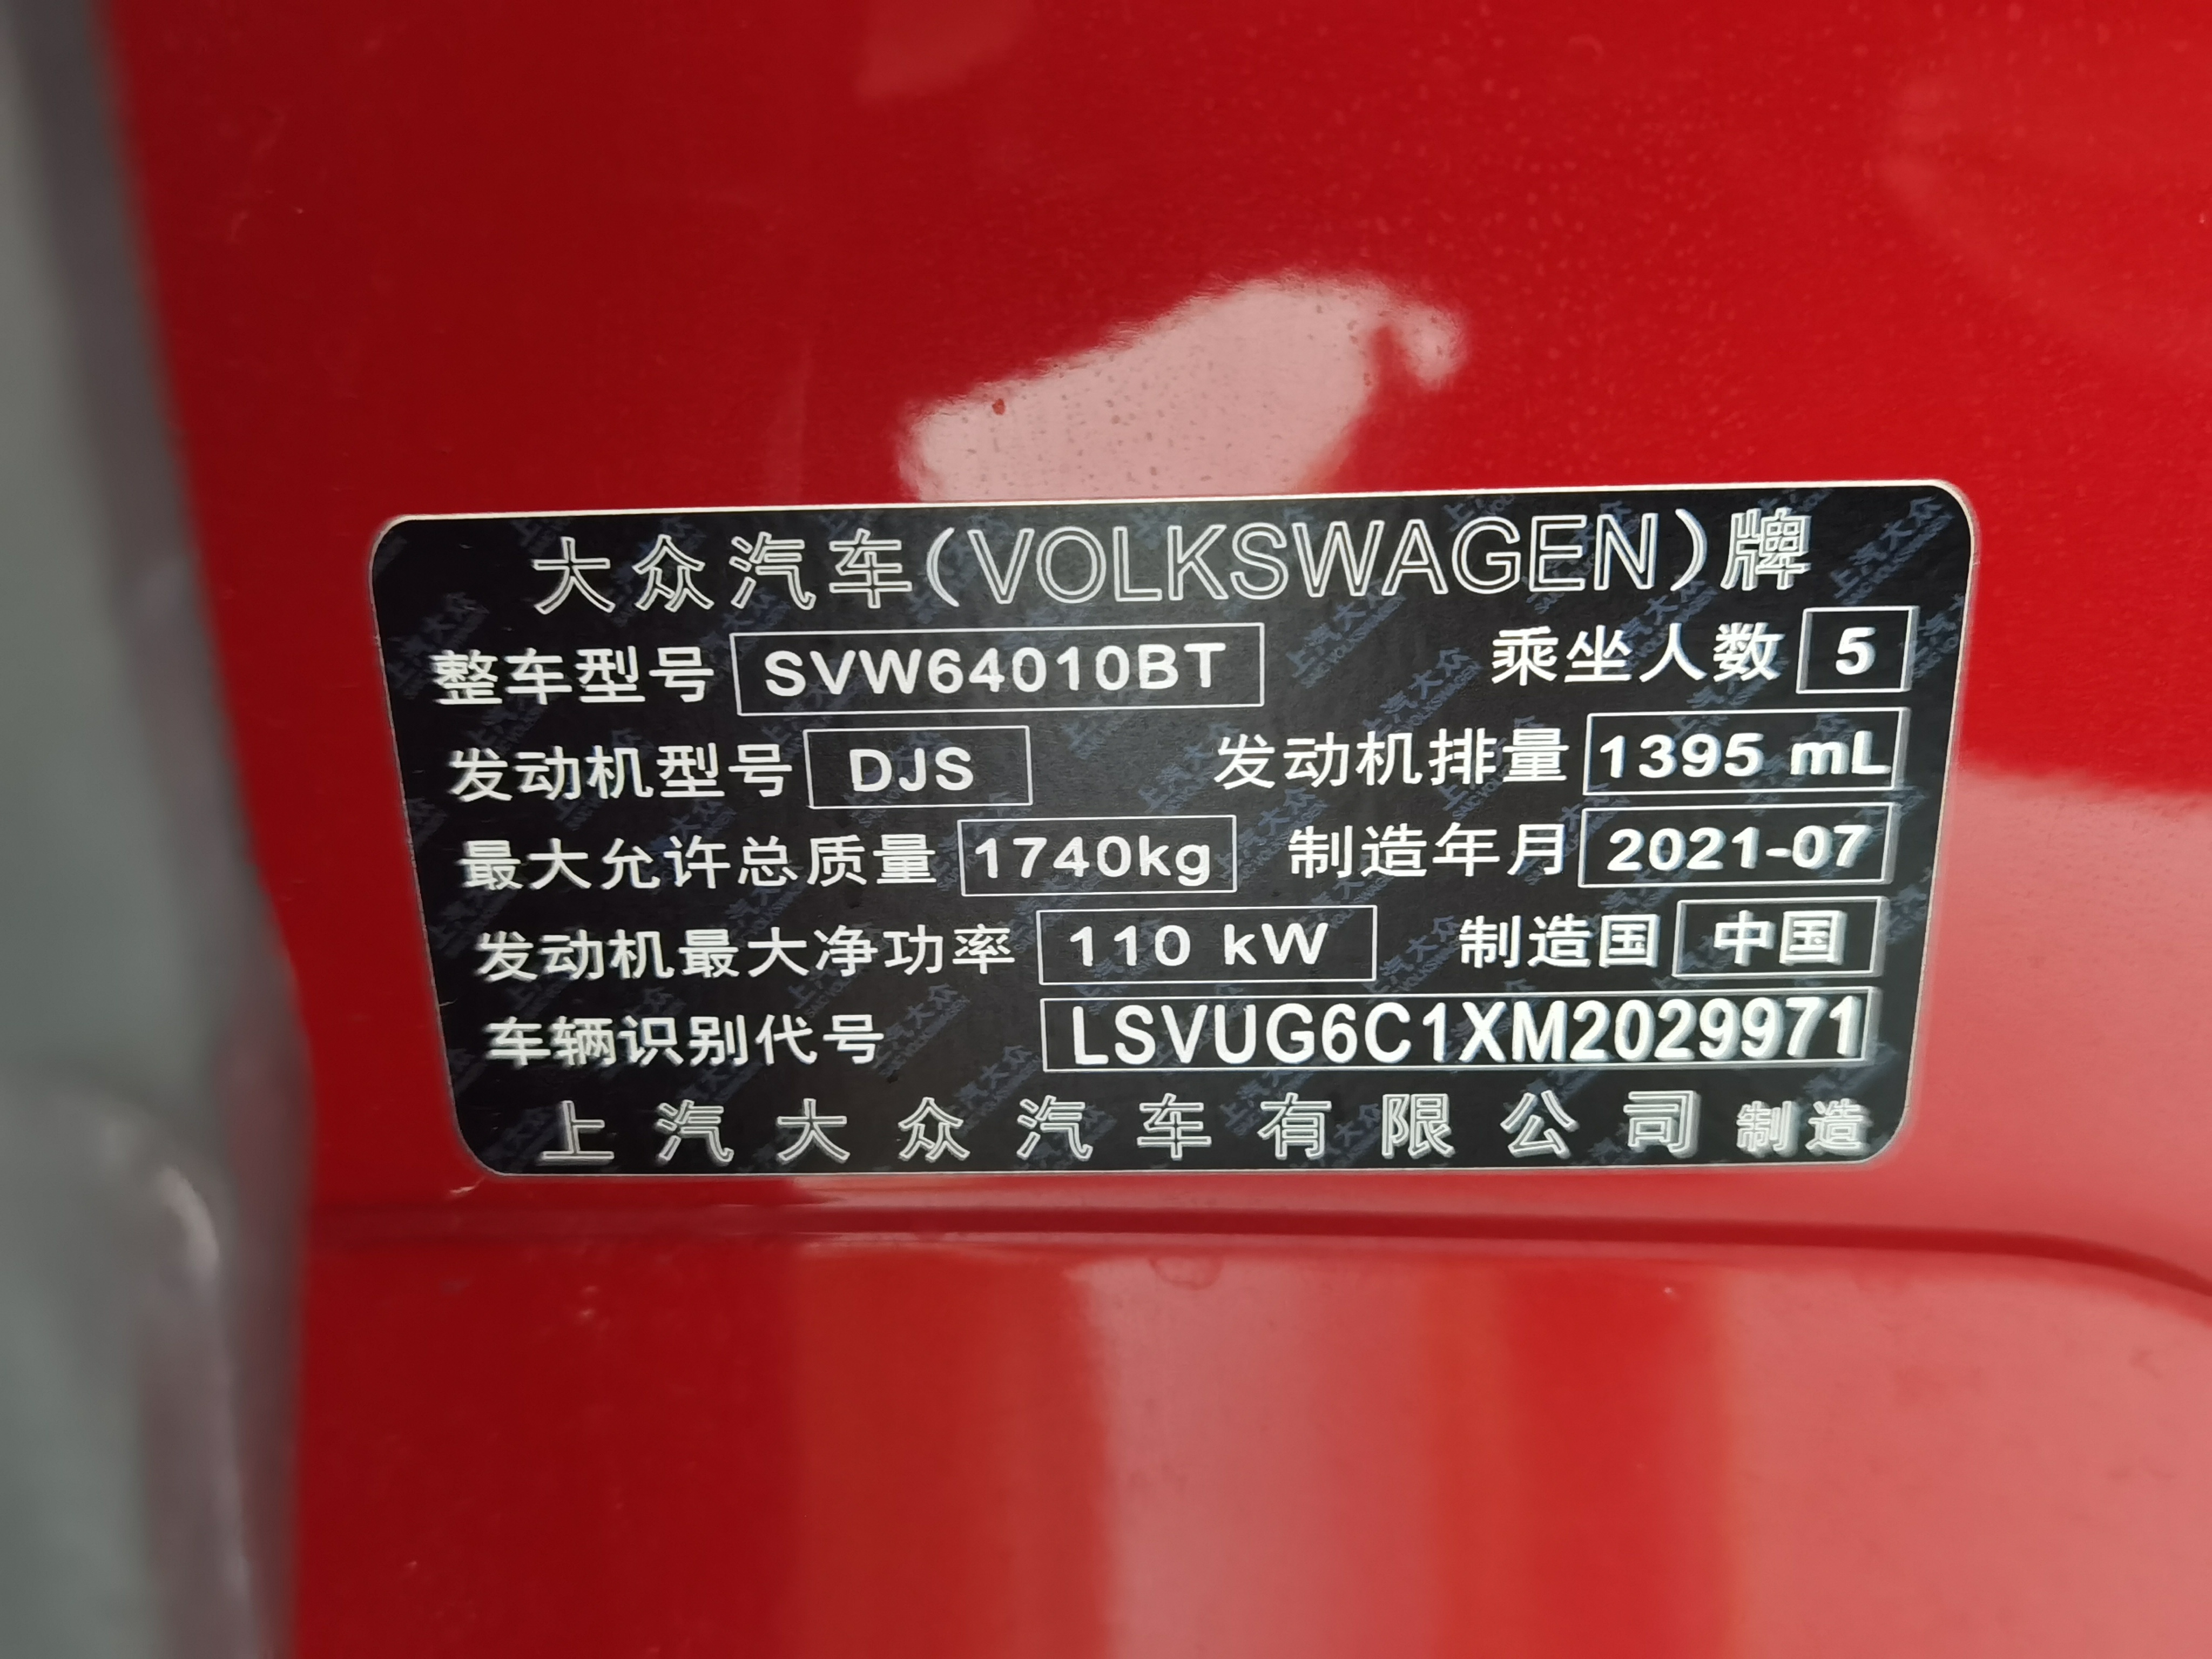 大众汽车(VOLKSWAGEN)牌
整车型号 SVW64010BT 乘坐人数 5
发动机型号 DJS 发动机排量 1395 mL
最大允许总质量 1740kg 制造年月 2021-07
发动机最大净功率 110 kW 制造国 中国
车辆识别代号 LSVUG6C1XM2029971
上汽大众汽车有限公司 制造